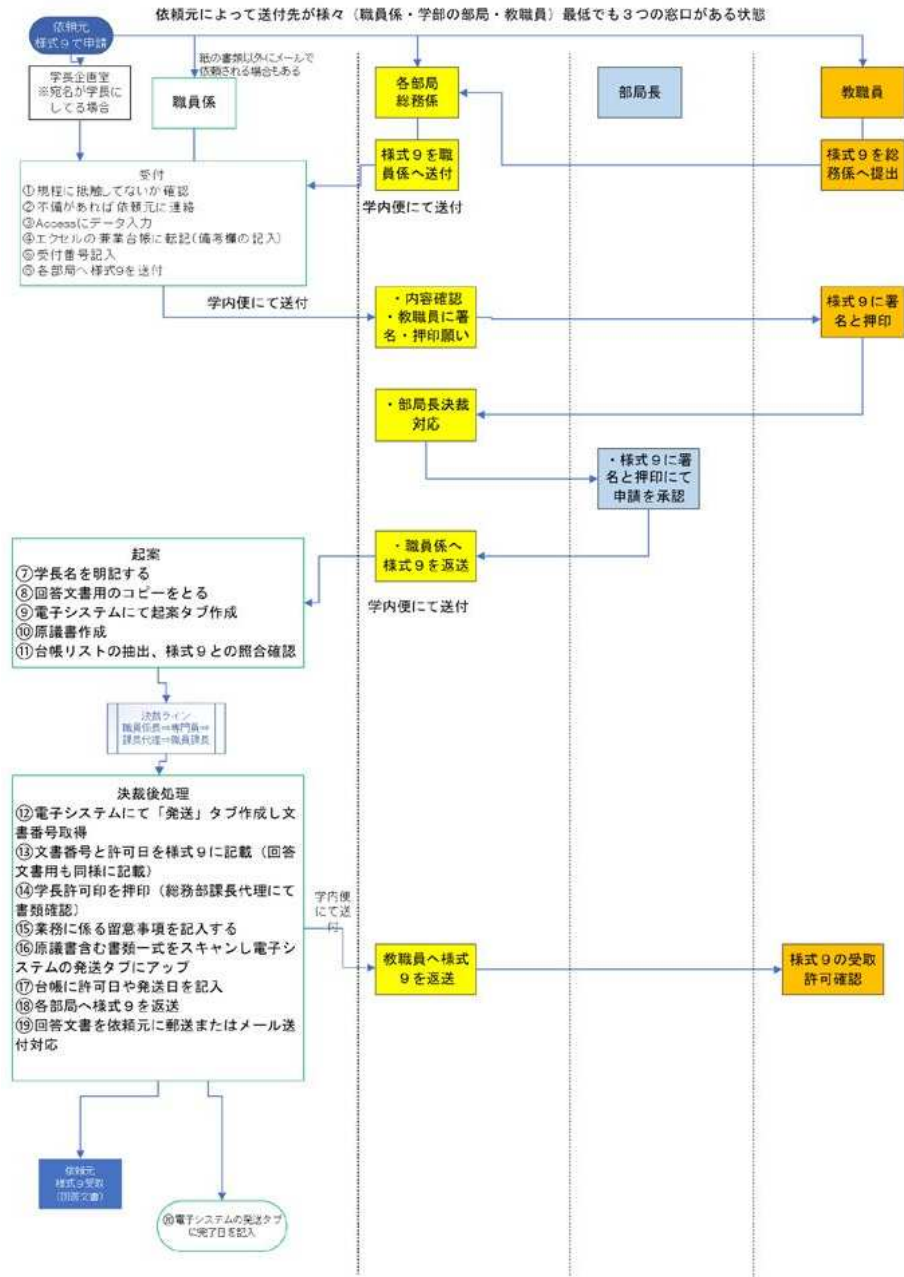 依頼元によって送付先が様々（職員係・学部の部局・教職員）最低でも３つの窓口がある状態
依頼元
様式９で申請
紙の書類以外にメールで
依頼される場合もある
学長企画室
※宛名が学長に
してる場合
職員係
各部局
総務係
部局長
教職員
様式９を職
員係へ送付
様式９を総
務係へ提出
受付
①規程に抵触してないか確認
②不備があれば依頼元に連絡
③Accessにデータ入力
④エクセルの兼業台帳に転記(備考欄の記入)
⑤受付番号記入
⑥各部局へ様式9を送付
学内便にて送付
学内便にて送付
・内容確認
・教職員に署
名・押印願い
様式９に署
名と押印
・部局長決裁
対応
・様式９に署
名と押印にて
申請を承認
・職員係へ
様式９を返送
学内便にて送付
起案
⑦学長名を明記する
⑧回答文書用のコピーをとる
⑨電子システムにて起案タブ作成
⑩原議書作成
⑪台帳リストの抽出、様式９との照合確認
決裁ライン
職員係長⇒専門員⇒
課長代理⇒職員課長
決裁後処理
⑫電子システムにて「発送」タブ作成し文
書番号取得
⑬文書番号と許可日を様式９に記載（回答
文書用も同様に記載）
⑭学長許可印を押印（総務部課長代理にて
書類確認）
⑮業務に係る留意事項を記入する
⑯原議書含む書類一式をスキャンし電子シ
ステムの発送タブにアップ
⑰台帳に許可日や発送日を記入
⑱各部局へ様式９を返送
⑲回答文書を依頼元に郵送またはメール送
付対応
学内便
にて送
付
教職員へ様式
９を返送
様式９の受取
許可確認
依頼元
様式９受取
(回答文書)
⑳電子システムの発送タブ
に完了日を記入